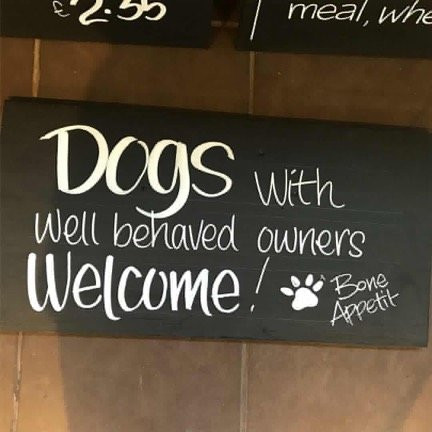 £2.55
meal, whe
Dogs with
well behaved owners
Welcome!
Bone
Appetit